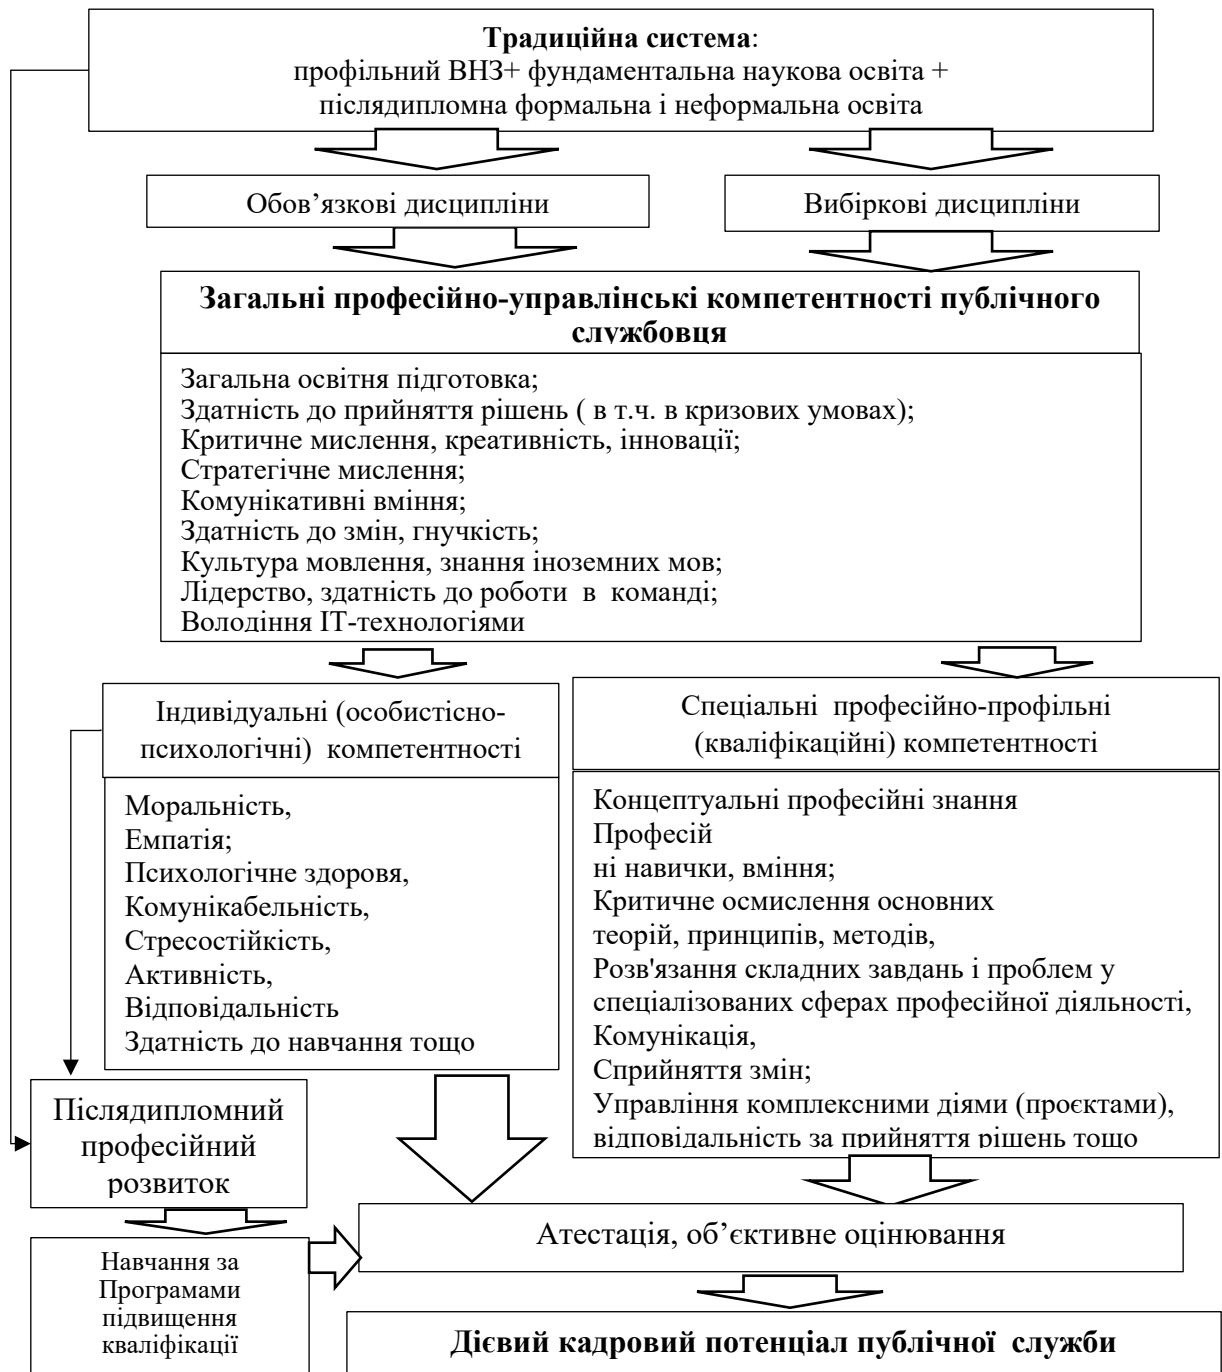 Традиційна система:
профільний ВНЗ+ фундаментальна наукова освіта +
післядипломна формальна і неформальна освіта
Обов’язкові дисципліни
Вибіркові дисципліни
Загальні професійно-управлінські компетентності публічного
службовця
Загальна освітня підготовка;
Здатність до прийняття рішень ( в т.ч. в кризових умовах);
Критичне мислення, креативність, інновації;
Стратегічне мислення;
Комунікативні вміння;
Здатність до змін, гнучкість;
Культура мовлення, знання іноземних мов;
Лідерство, здатність до роботи в команді;
Володіння ІТ-технологіями
Індивідуальні (особистісно-
психологічні) компетентності
Моральність,
Емпатія;
Психологічне здоровя,
Комунікабельність,
Стресостійкість,
Активність,
Відповідальність
Здатність до навчання тощо
Спеціальні професійно-профільні
(кваліфікаційні) компетентності
Концептуальні професійні знання
Професій
ні навички, вміння;
Критичне осмислення основних
теорій, принципів, методів,
Розв'язання складних завдань і проблем у
спеціалізованих сферах професійної діяльності,
Комунікація,
Сприйняття змін;
Управління комплексними діями (проєктами),
відповідальність за прийняття рішень тощо
Післядипломний
професійний
розвиток
Навчання за
Програмами
підвищення
кваліфікації
Атестація, об’єктивне оцінювання
Дієвий кадровий потенціал публічної служби